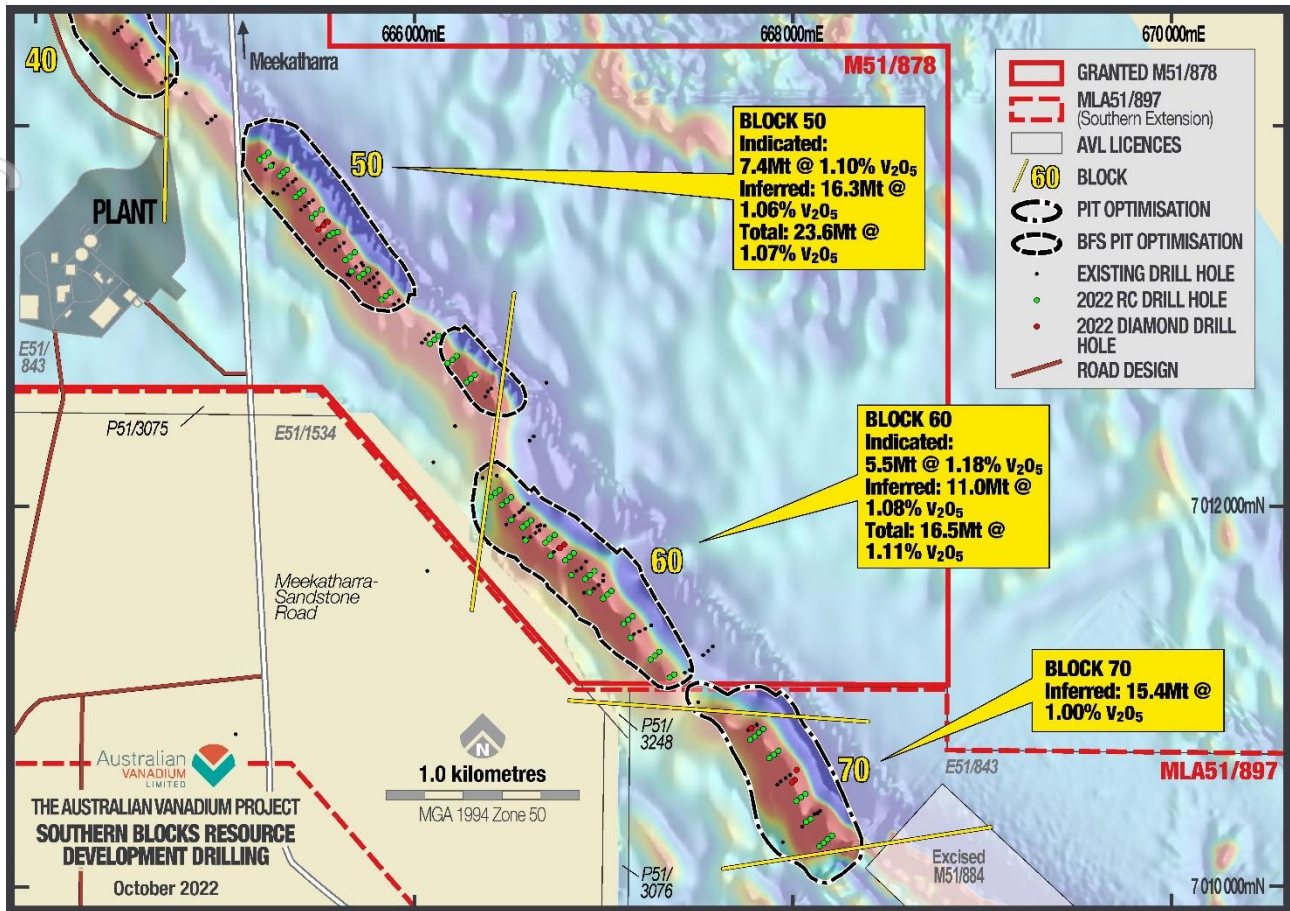 666 000mE
668 000mE
670 000mE
40
Meekatharra
M51/878
GRANTED M51/878
MLA51/897
(Southern Extension)
AVL LICENCES
60 BLOCK
PIT OPTIMISATION
BFS PIT OPTIMISATION
EXISTING DRILL HOLE
2022 RC DRILL HOLE
2022 DIAMOND DRILL
HOLE
ROAD DESIGN
BLOCK 50
Indicated:
7.4Mt @ 1.10% V₂O₅
Inferred: 16.3Mt @
1.06% V₂O₅
Total: 23.6Mt @
1.07% V₂O₅
50
PLANT
E51/
843
P51/3075
E51/1534
BLOCK 60
Indicated:
5.5Mt @ 1.18% V₂O₅
Inferred: 11.0Mt @
1.08% V₂O₅
Total: 16.5Mt @
1.11% V₂O₅
7 012 000mN
60
Meekatharra-
Sandstone
Road
BLOCK 70
Inferred: 15.4Mt @
1.00% V₂O₅
P51/
3248
70
E51/843
MLA51/897
N
1.0 kilometres
MGA 1994 Zone 50
Australian
VANADIUM
LIMITED
THE AUSTRALIAN VANADIUM PROJECT
SOUTHERN BLOCKS RESOURCE
DEVELOPMENT DRILLING
October 2022
P51/
3076
Excised
M51/884
7 010 000mN